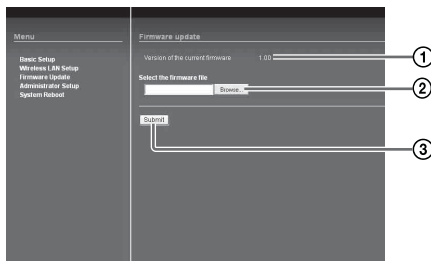 Menu
Basic Setup
Wireless LAN Setup
Firmware Update
Administrator Setup
System Reboot
Firmware update
Version of the current firmware 1.00
1
Select the firmware file
Browse...
2
Submit
3